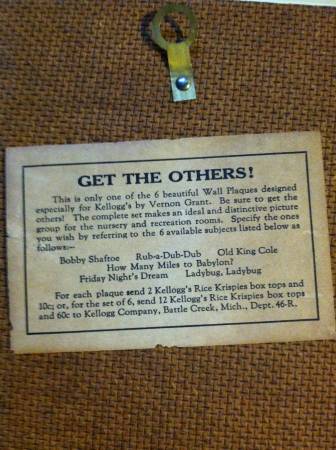 GET THE OTHERS!
This is only one of the 6 beautiful Wall Plaques designed
especially for Kellogg's by Vernon Grant. Be sure to get the
others! The complete set makes an ideal and distinctive picture
group for the nursery and recreation rooms. Specify the ones
you wish by referring to the 6 available subjects listed below as
follows:—
Bobby Shaftoe Rub-a-Dub-Dub Old King Cole
How Many Miles to Babylon?
Friday Night's Dream Ladybug, Ladybug
For each plaque send 2 Kellogg's Rice Krispies box tops and
10c; or, for the set of 6, send 12 Kellogg's Rice Krispies box tops
and 60c to Kellogg Company, Battle Creek, Mich., Dept. 46-R.